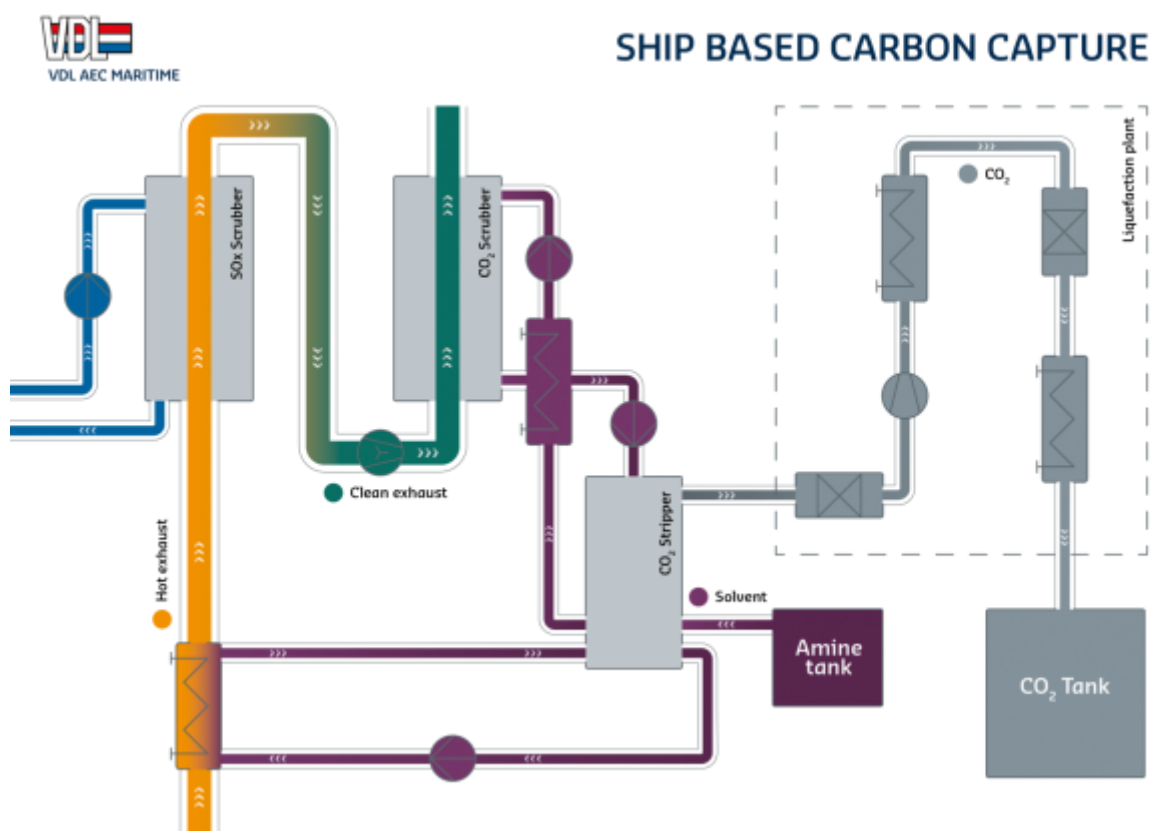 VDL
VDL AEC MARITIME
SHIP BASED CARBON CAPTURE
SOx Scrubber
CO₂ Scrubber
CO₂
Liquefaction plant
Clean exhaust
Hot exhaust
CO₂ Stripper
Solvent
Amine
tank
CO₂ Tank